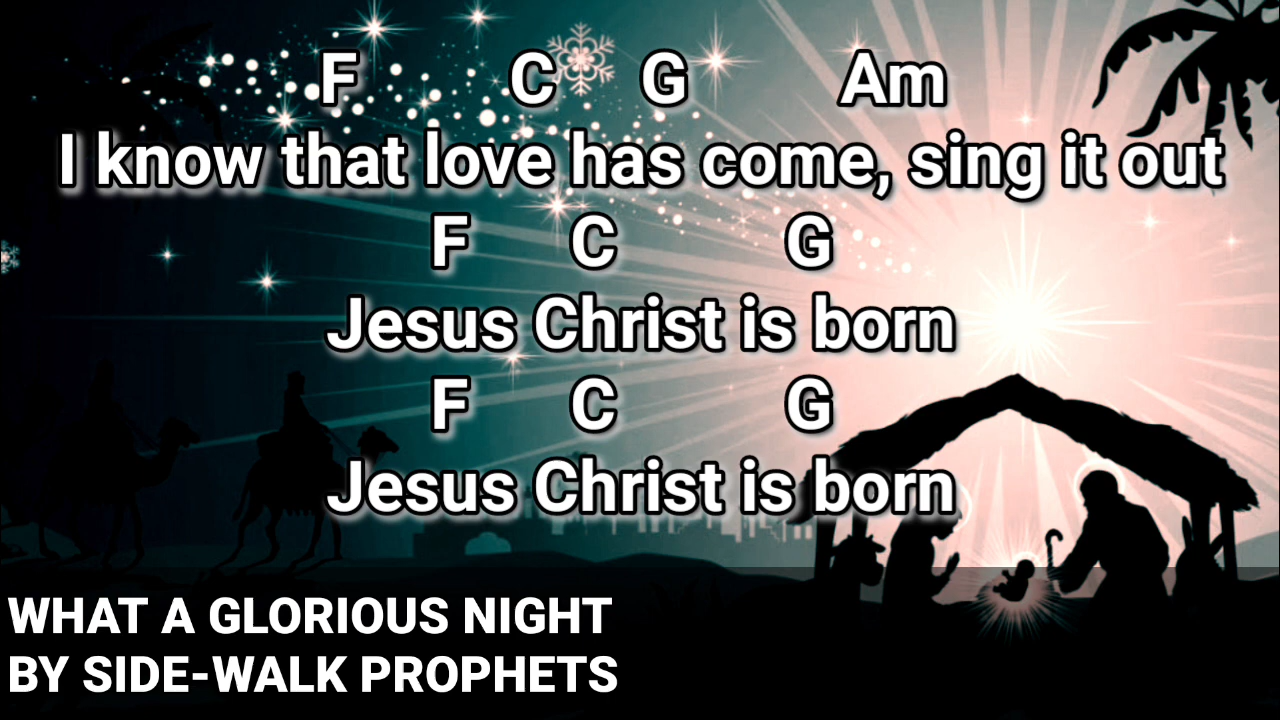 F C G Am
I know that love has come, sing it out
F C G
Jesus Christ is born
F C G
Jesus Christ is born
WHAT A GLORIOUS NIGHT
BY SIDE-WALK PROPHETS